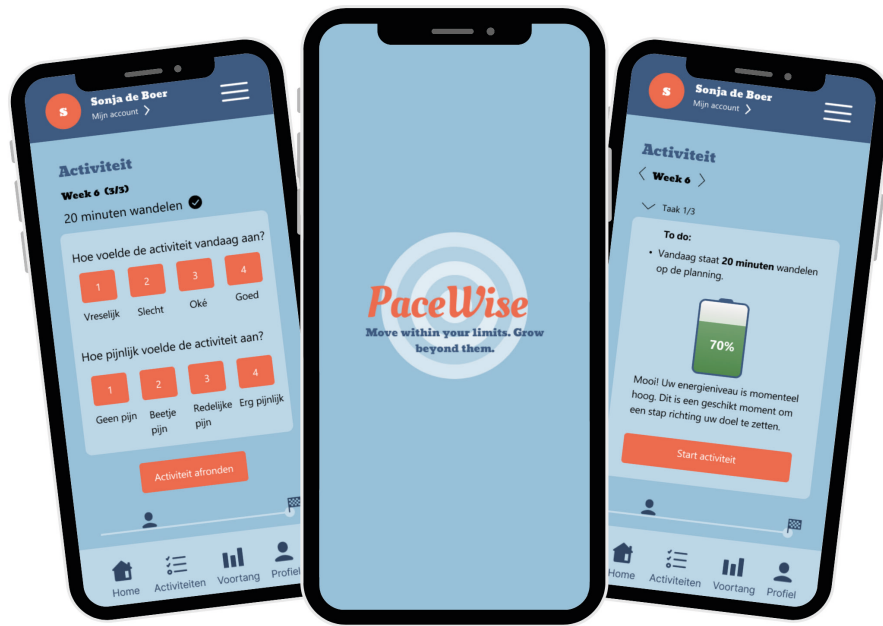 S
Sonja de Boer
Mijn account
Activiteit
Week 6 (3/3)
20 minuten wandelen
Hoe voelde de activiteit vandaag aan?
1 2 3 4
Vreselijk Slecht Oké Goed
Hoe pijnlijk voelde de activiteit aan?
1 2 3 4
Geen pijn Beetje pijn Redelijke pijn Erg pijnlijk
Activiteit afronden
Home Activiteiten Voortang Profiel
PaceWise
Move within your limits. Grow
beyond them.
S
Sonja de Boer
Mijn account
Activiteit
Week 6
Taak 1/3
To do:
• Vandaag staat 20 minuten wandelen
op de planning.
70%
Mooi! Uw energieniveau is momenteel
hoog. Dit is een geschikt moment om
een stap richting uw doel te zetten.
Start activiteit
Home Activiteiten Voortang Profiel